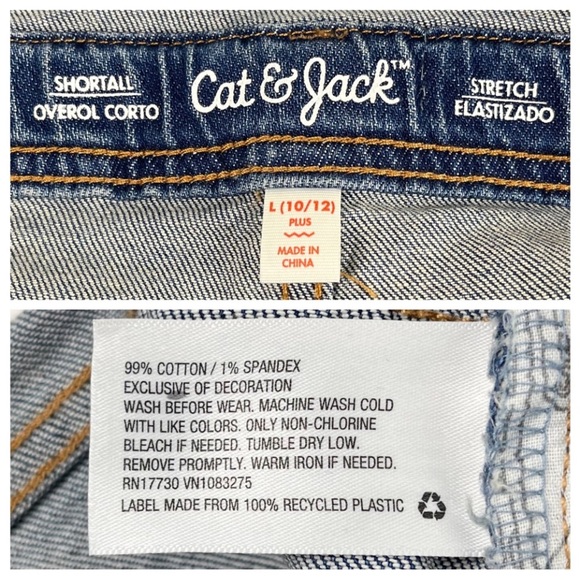 SHORTALL
OVEROL CORTO
Cat & Jack™
STRETCH
ELASTIZADO
L (10/12)
PLUS
MADE IN
CHINA
99% COTTON / 1% SPANDEX
EXCLUSIVE OF DECORATION
WASH BEFORE WEAR. MACHINE WASH COLD
WITH LIKE COLORS. ONLY NON-CHLORINE
BLEACH IF NEEDED. TUMBLE DRY LOW.
REMOVE PROMPTLY. WARM IRON IF NEEDED.
RN17730 VN1083275
LABEL MADE FROM 100% RECYCLED PLASTIC